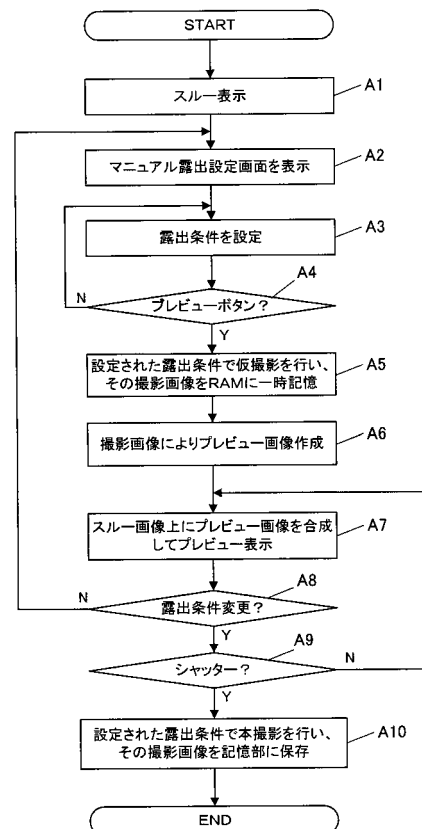 START
スルー表示
A1
マニュアル露出設定画面を表示
A2
露出条件を設定
A3
プレビューボタン？
A4
N
Y
設定された露出条件で仮撮影を行い、
その撮影画像をRAMに一時記憶
A5
撮影画像によりプレビュー画像作成
A6
スルー画像上にプレビュー画像を合成
してプレビュー表示
A7
露出条件変更？
A8
N
Y
シャッター？
A9
N
Y
設定された露出条件で本撮影を行い、
その撮影画像を記憶部に保存
A10
END